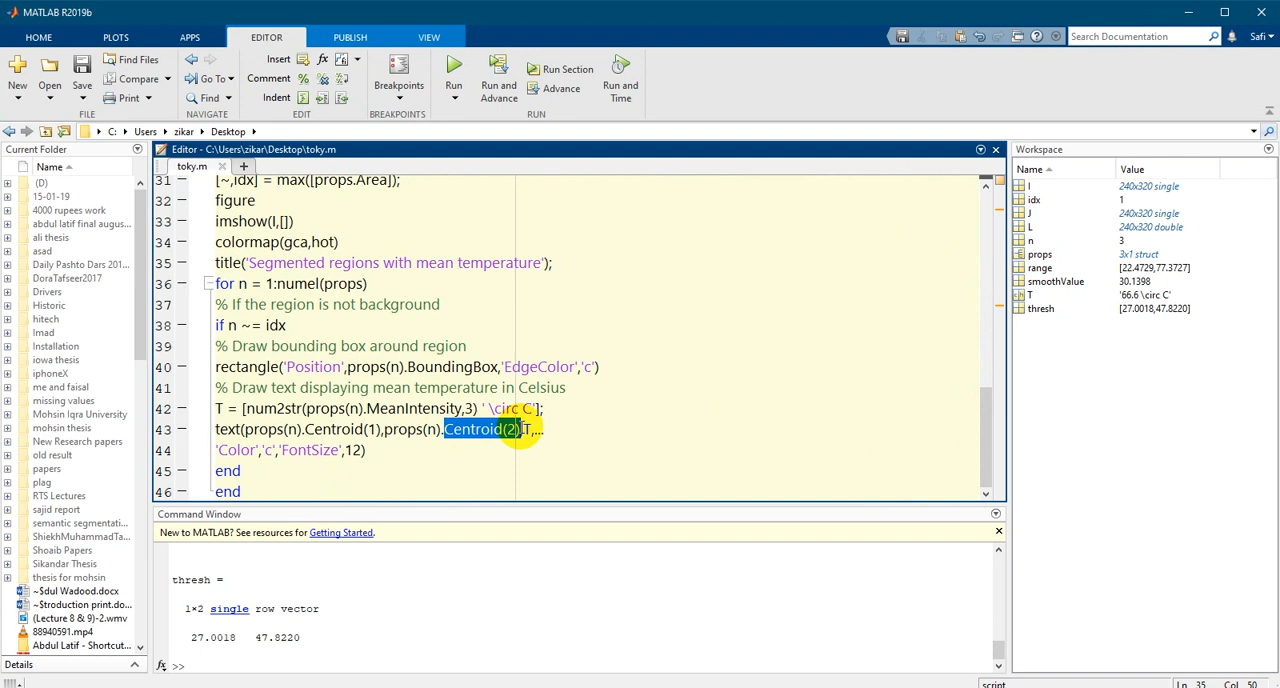 MATLAB R2019b
HOME PLOTS APPS EDITOR PUBLISH VIEW Search Documentation Safi
New Open Save Find Files Compare Print Go To Find Insert Comment Indent Breakpoints Run Run and Advance Run Section Advance Run and Time
FILE NAVIGATE EDIT BREAKPOINTS RUN
C: Users zikar Desktop
Current Folder
Name
(D)
15-01-19
4000 rupees work
abdul latif final augus...
ali thesis
asad
Daily Pashto Dars 201...
DoraTafseer2017
Drivers
Historic
hitech
Imad
Installation
iowa thesis
iphoneX
me and faisal
missing values
Mohsin Iqra University
Mohsin work
New Research papers
old result
papers
plag
RTS Lectures
sajid report
semantic segmentati...
ShiekhMuhammadTa...
Shoaib Papers
Sikandar Thesis
thesis for mohsin
~$dul Wadood.docx
~$troduction print.do...
(Lecture 8 & 9)-2.wmv
88940591.mp4
Abdul Latif - Shortcut...
Details
Editor - C:\Users\zikar\Desktop\toky.m
toky.m
31 [~,idx] = max([props.Area]);
32 figure
33 imshow(I,[])
34 colormap(gca,hot)
35 title('Segmented regions with mean temperature');
36 for n = 1:numel(props)
37 % If the region is not background
38 if n ~= idx
39 % Draw bounding box around region
40 rectangle('Position',props(n).BoundingBox,'EdgeColor','c')
41 % Draw text displaying mean temperature in Celsius
42 T = [num2str(props(n).MeanIntensity,3) ' \circ C'];
43 text(props(n).Centroid(1),props(n).Centroid(2),T,...
44 'Color','c','FontSize',12)
45 end
46 end
Command Window
New to MATLAB? See resources for Getting Started.
thresh =
1×2 single row vector
27.0018 47.8220
fx >>
Workspace
Name Value
I 240x320 single
idx 1
J 240x320 single
L 240x320 double
n 3
props 3x1 struct
range [22.4729,77.3727]
smoothValue 30.1398
T '66.6 \circ C'
thresh [27.0018,47.8220]
script Ln 35 Col 50